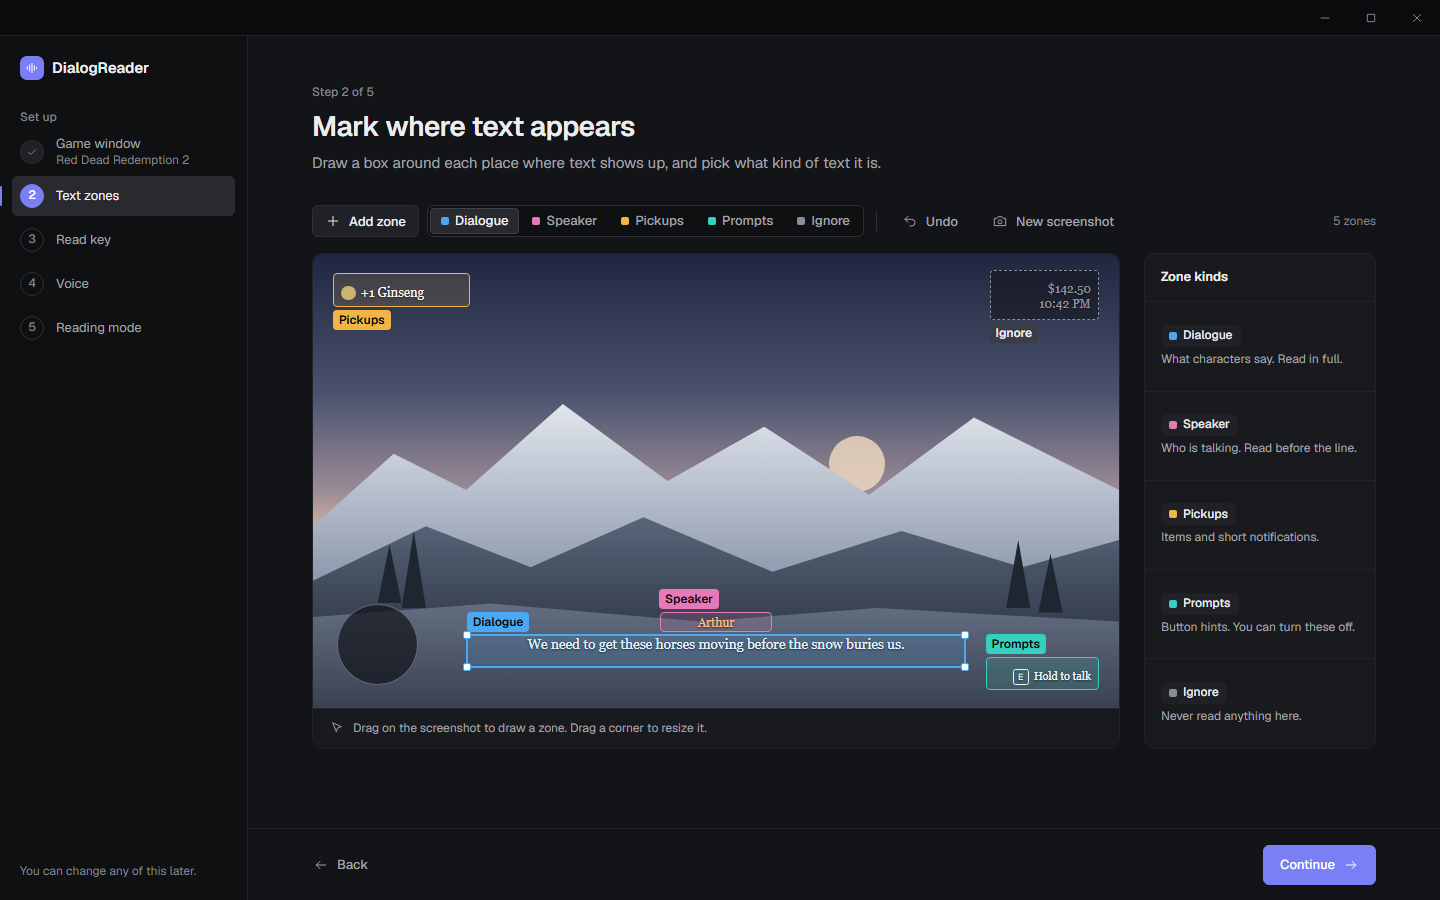 DialogReader
Set up
Game window
Red Dead Redemption 2
2 Text zones
3 Read key
4 Voice
5 Reading mode
You can change any of this later.
Step 2 of 5
Mark where text appears
Draw a box around each place where text shows up, and pick what kind of text it is.
Add zone Dialogue Speaker Pickups Prompts Ignore Undo New screenshot 5 zones
+1 Ginseng
Pickups
$142.50
10:42 PM
Ignore
Speaker
Arthur
Dialogue
We need to get these horses moving before the snow buries us.
Prompts
E Hold to talk
Drag on the screenshot to draw a zone. Drag a corner to resize it.
Zone kinds
Dialogue
What characters say. Read in full.
Speaker
Who is talking. Read before the line.
Pickups
Items and short notifications.
Prompts
Button hints. You can turn these off.
Ignore
Never read anything here.
Back
Continue